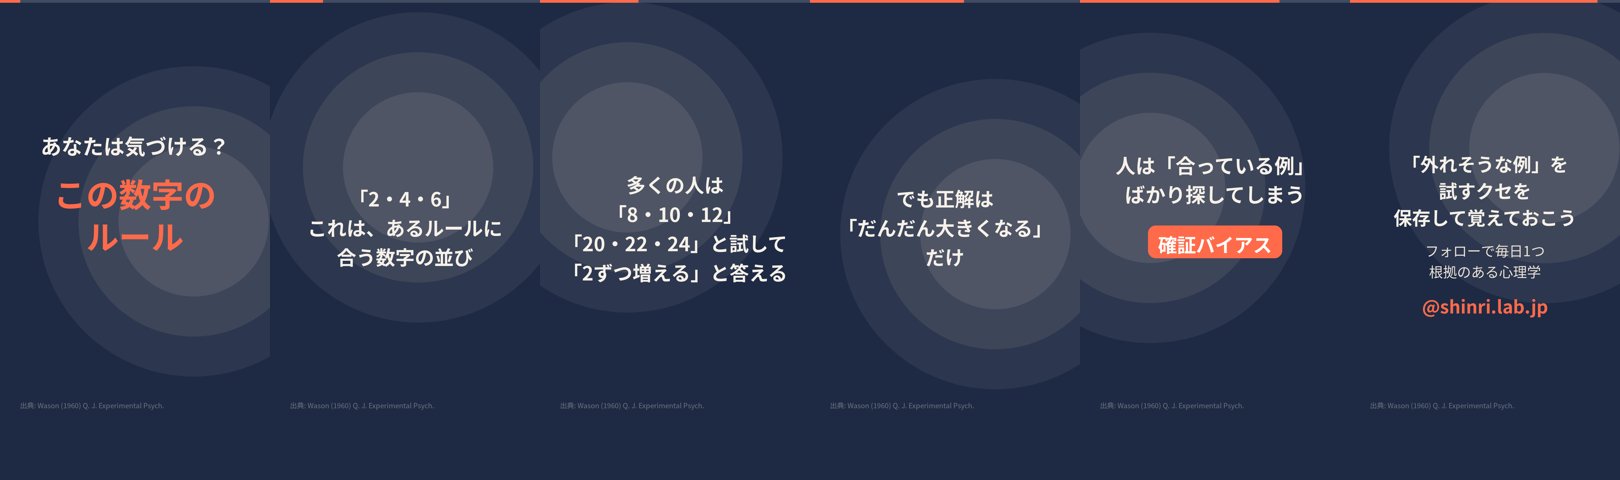 あなたは気づける？
この数字の
ルール
出典: Wason (1960) Q. J. Experimental Psych.
「2・4・6」
これは、あるルールに
合う数字の並び
出典: Wason (1960) Q. J. Experimental Psych.
多くの人は
「8・10・12」
「20・22・24」と試して
「2ずつ増える」と答える
出典: Wason (1960) Q. J. Experimental Psych.
でも正解は
「だんだん大きくなる」
だけ
出典: Wason (1960) Q. J. Experimental Psych.
人は「合っている例」
ばかり探してしまう
確証バイアス
出典: Wason (1960) Q. J. Experimental Psych.
「外れそうな例」を
試すクセを
保存して覚えておこう
フォローで毎日1つ
根拠のある心理学
@shinri.lab.jp
出典: Wason (1960) Q. J. Experimental Psych.